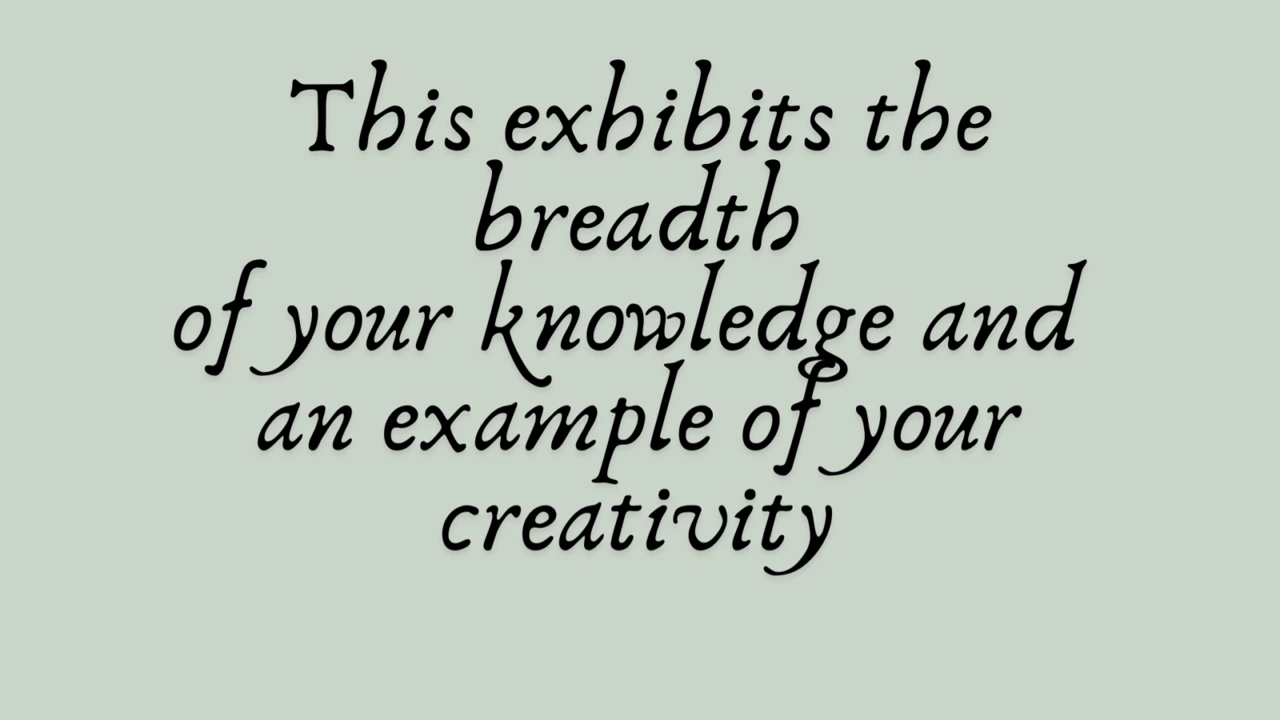 This exhibits the
breadth
of your knowledge and
an example of your
creativity